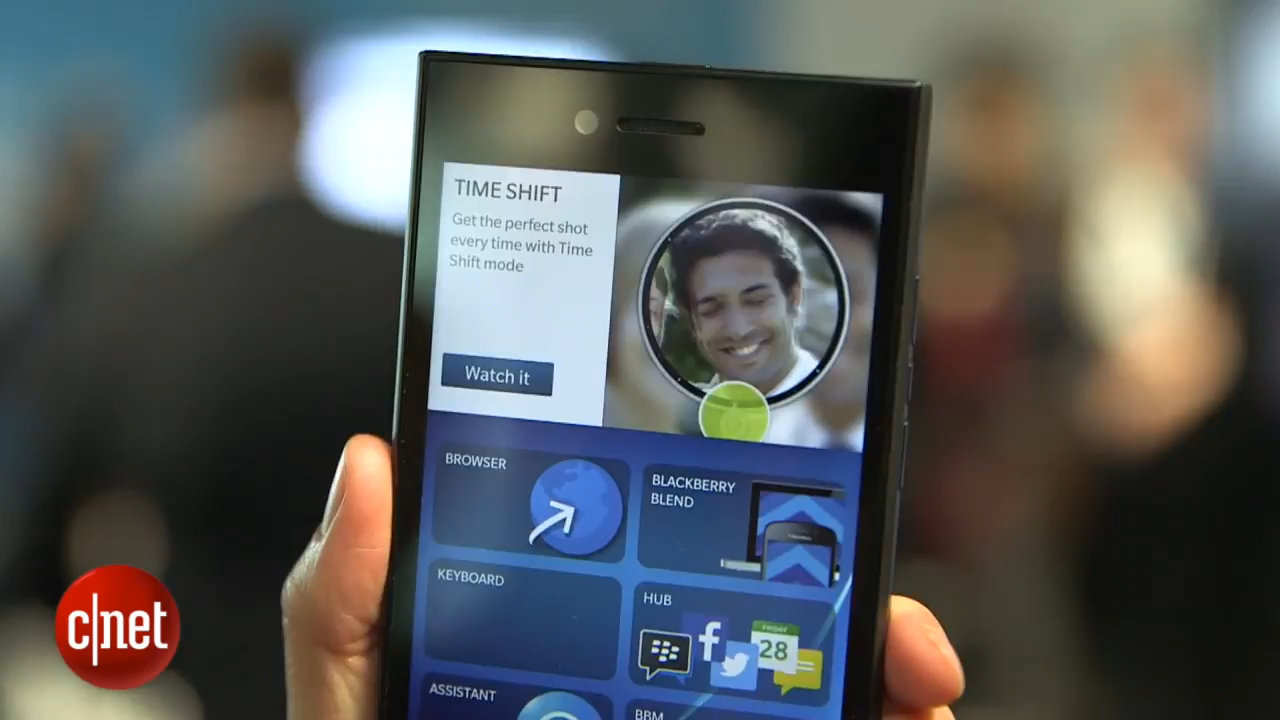 TIME SHIFT
Get the perfect shot
every time with Time
Shift mode
Watch it
BROWSER
BLACKBERRY
BLEND
KEYBOARD
HUB
f
FRIDAY
28
ASSISTANT
BBM
c|net